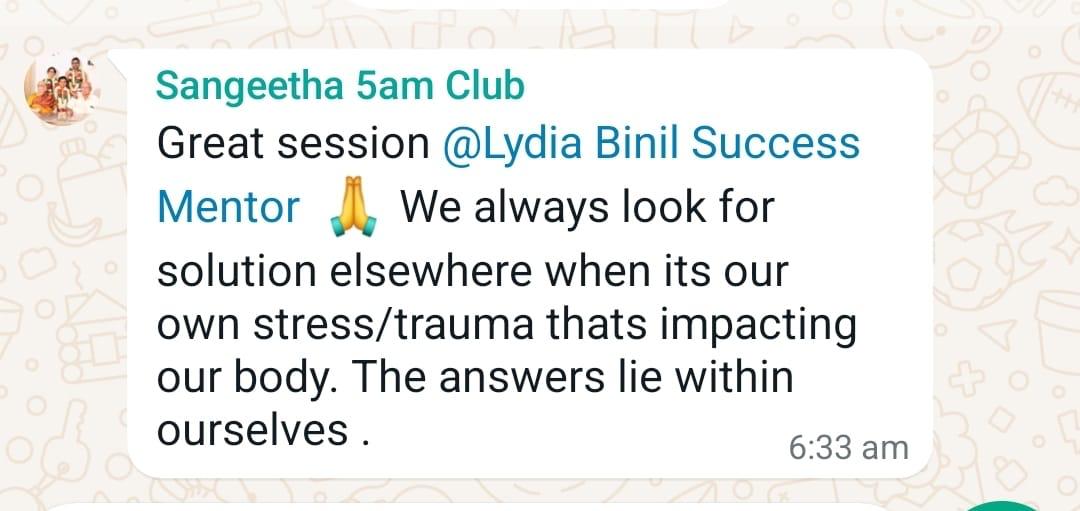 Sangeetha 5am Club
Great session @Lydia Binil Success
Mentor 🙏 We always look for
solution elsewhere when its our
own stress/trauma thats impacting
our body. The answers lie within
ourselves .
6:33 am